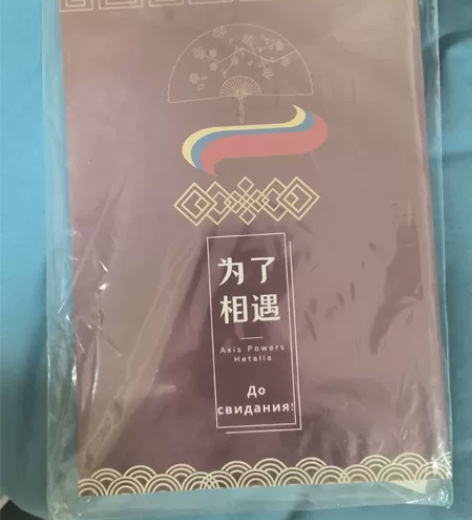 为了
相遇
Axis Powers
Hetalia
До
свидания!